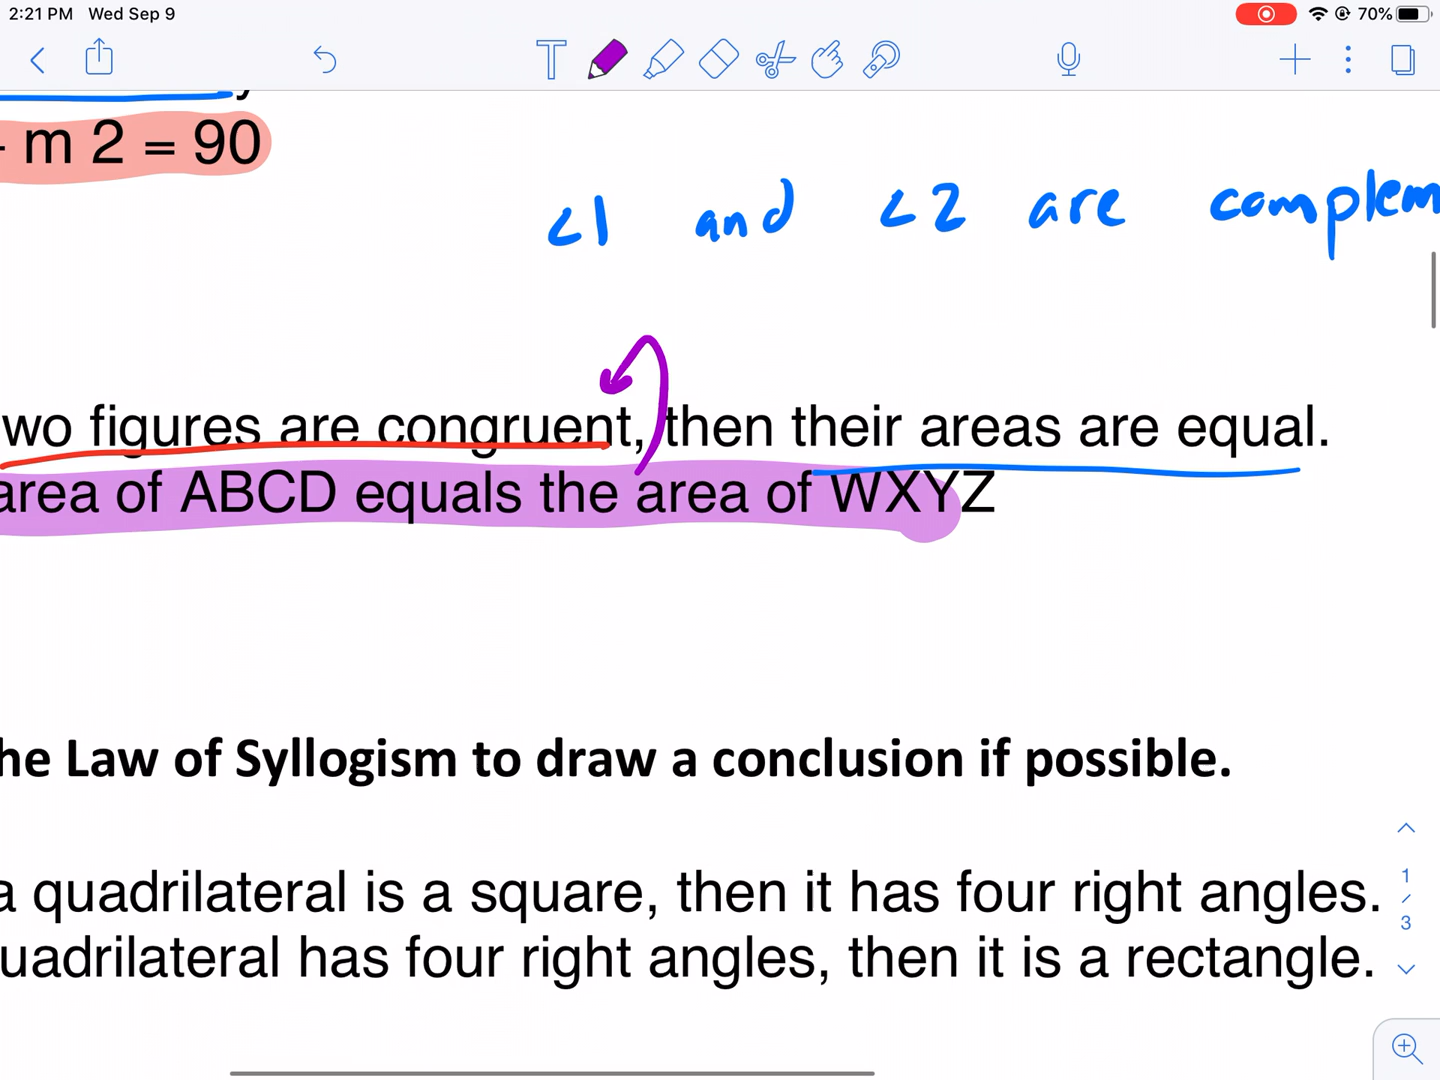 2:21 PM Wed Sep 9
70%
T
m 2 = 90
<1 and <2 are complem
wo figures are congruent, then their areas are equal.
area of ABCD equals the area of WXYZ
he Law of Syllogism to draw a conclusion if possible.
a quadrilateral is a square, then it has four right angles.
uadrilateral has four right angles, then it is a rectangle.
1
/
3